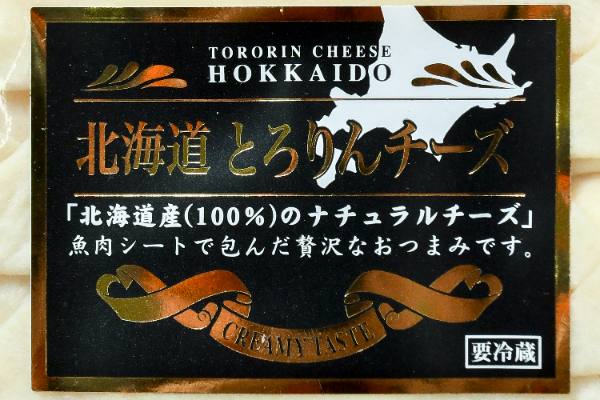 TORORIN CHEESE
HOKKAIDO
北海道 とろりんチーズ
「北海道産(100%)のナチュラルチーズ」
魚肉シートで包んだ贅沢なおつまみです。
CREAMY TASTE
要冷蔵